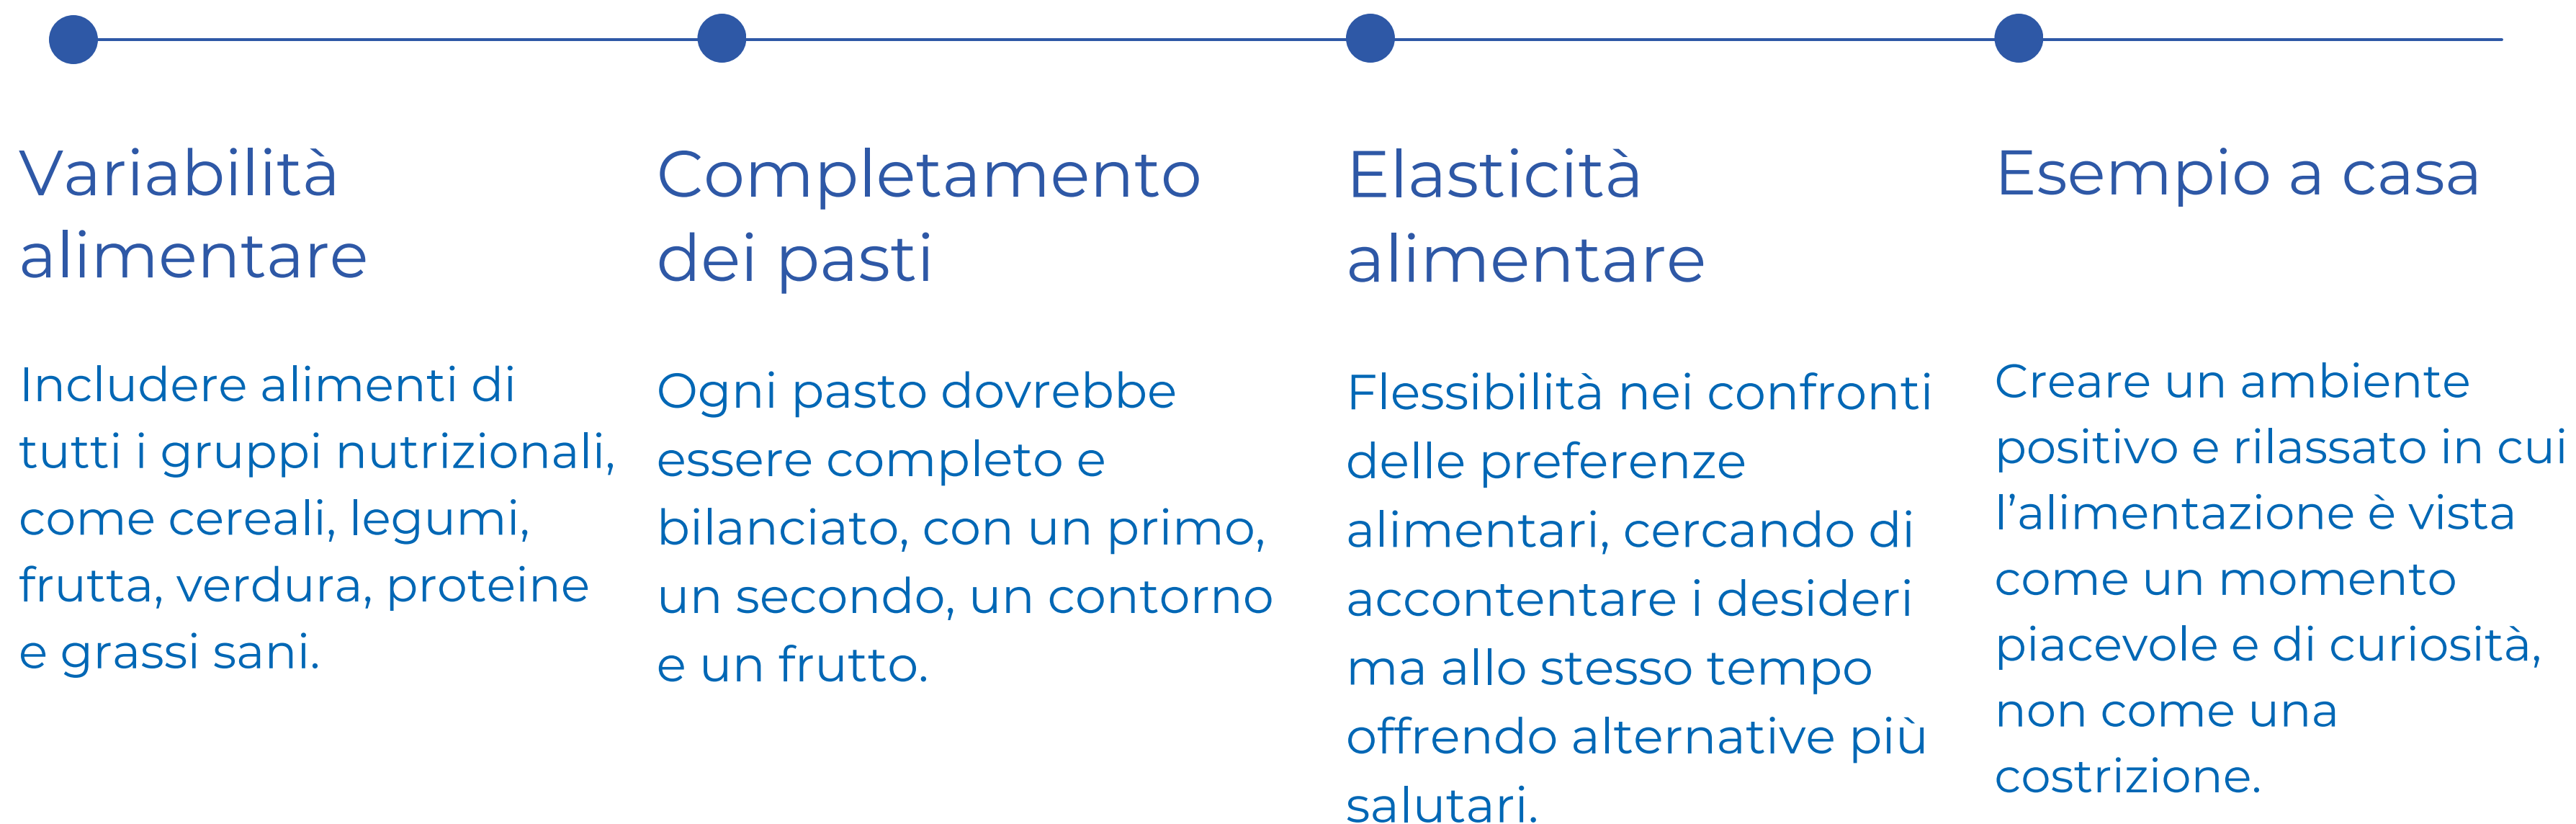 Variabilità
alimentare
Includere alimenti di
tutti i gruppi nutrizionali,
come cereali, legumi,
frutta, verdura, proteine
e grassi sani.
Completamento
dei pasti
Ogni pasto dovrebbe
essere completo e
bilanciato, con un primo,
un secondo, un contorno
e un frutto.
Elasticità
alimentare
Flessibilità nei confronti
delle preferenze
alimentari, cercando di
accontentare i desideri
ma allo stesso tempo
offrendo alternative più
salutari.
Esempio a casa
Creare un ambiente
positivo e rilassato in cui
l’alimentazione è vista
come un momento
piacevole e di curiosità,
non come una
costrizione.